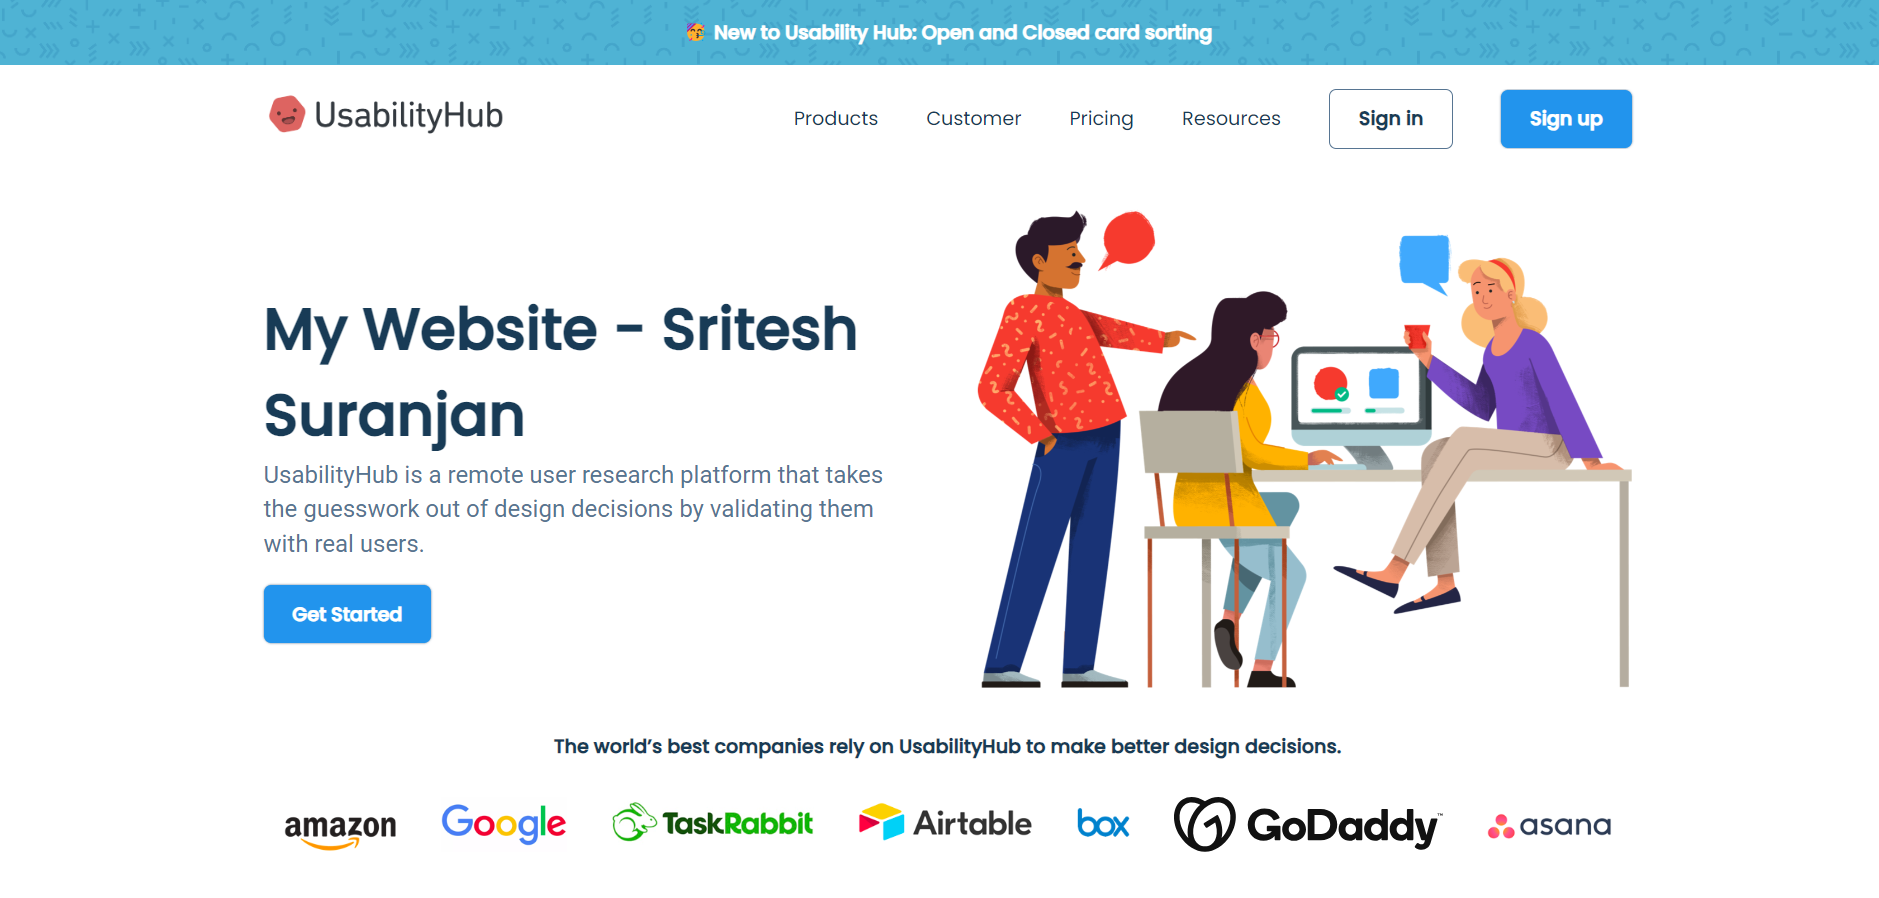 🥳 New to Usability Hub: Open and Closed card sorting
UsabilityHub
Products
Customer
Pricing
Resources
Sign in
Sign up
My Website - Sritesh
Suranjan
UsabilityHub is a remote user research platform that takes
the guesswork out of design decisions by validating them
with real users.
Get Started
The world’s best companies rely on UsabilityHub to make better design decisions.
amazon
Google
TaskRabbit
Airtable
box
GoDaddy™
asana